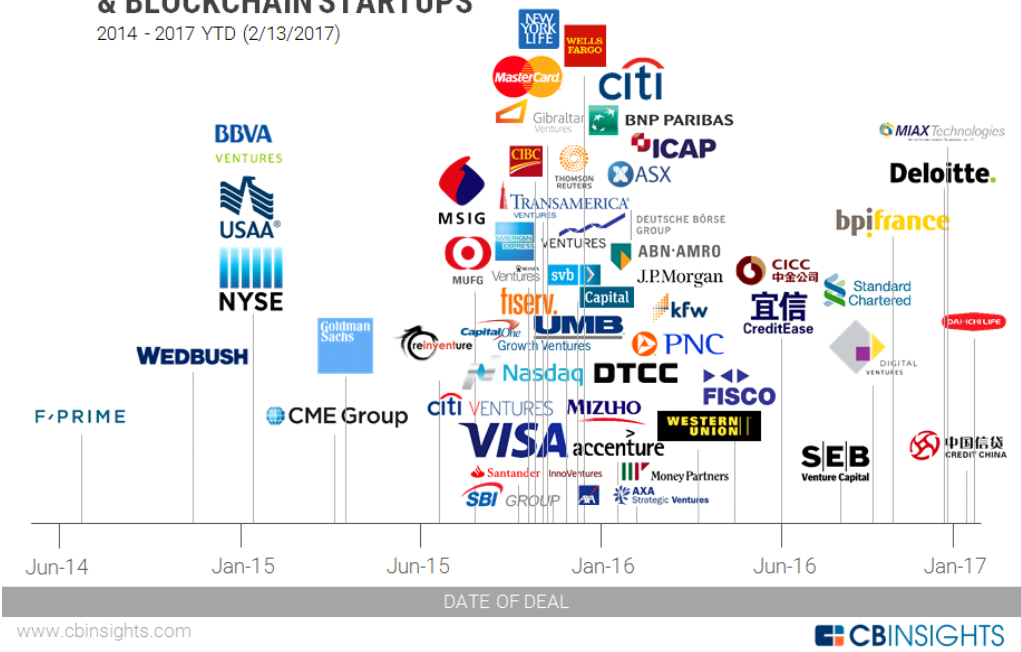 & BLOCKCHAIN STARTUPS
2014 - 2017 YTD (2/13/2017)
NEW YORK LIFE
WELLS FARGO
MasterCard
citi
Gibraltar Ventures
BNP PARIBAS
MIAX Technologies
BBVA VENTURES
ICAP
CIBC
THOMSON REUTERS
ASX
Deloitte.
MSIG
TRANSAMERICA VENTURES
USAA®
DEUTSCHE BÖRSE GROUP
bpifrance
AMERICAN EXPRESS
VENTURES
ABN·AMRO
MUFG
Ventures
svb
J.P.Morgan
CICC
中金公司
NYSE
fiserv.
Capital
kfw
宜信
CreditEase
Standard Chartered
Goldman Sachs
reinventure
CapitalOne
Growth Ventures
UMB
PNC
DAI-ICHI LIFE
WEDBUSH
DIGITAL VENTURES
Nasdaq
DTCC
FISCO
F-PRIME
CME Group
citi VENTURES
MIZUHO
WESTERN UNION
VISA
accenture
SEB
Venture Capital
中国信贷
CREDIT CHINA
Santander InnoVentures
Money Partners
SBI GROUP
AXA
AXA Strategic Ventures
Jun-14 Jan-15 Jun-15 Jan-16 Jun-16 Jan-17
DATE OF DEAL
www.cbinsights.com
CBINSIGHTS